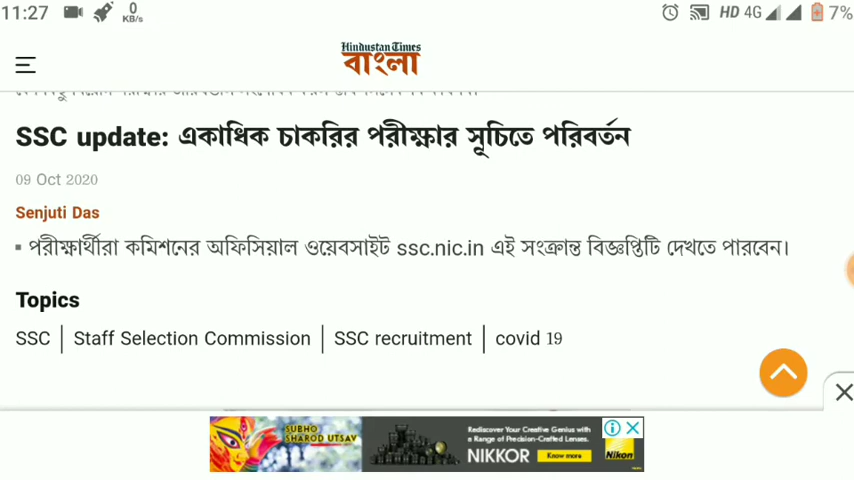 11:27
0
KB/s
HD 4G
7%
Hindustan Times
বাংলা
SSC update: একাধিক চাকরির পরীক্ষার সূচিতে পরিবর্তন
09 Oct 2020
Senjuti Das
▪ পরীক্ষার্থীরা কমিশনের অফিসিয়াল ওয়েবসাইট ssc.nic.in এই সংক্রান্ত বিজ্ঞপ্তিটি দেখতে পারবেন।
Topics
SSC | Staff Selection Commission | SSC recruitment | covid 19
SUBHO
SHAROD UTSAV
Rediscover Your Creative Genius with
a Range of Precision-Crafted Lenses.
NIKKOR
Know more
Nikon